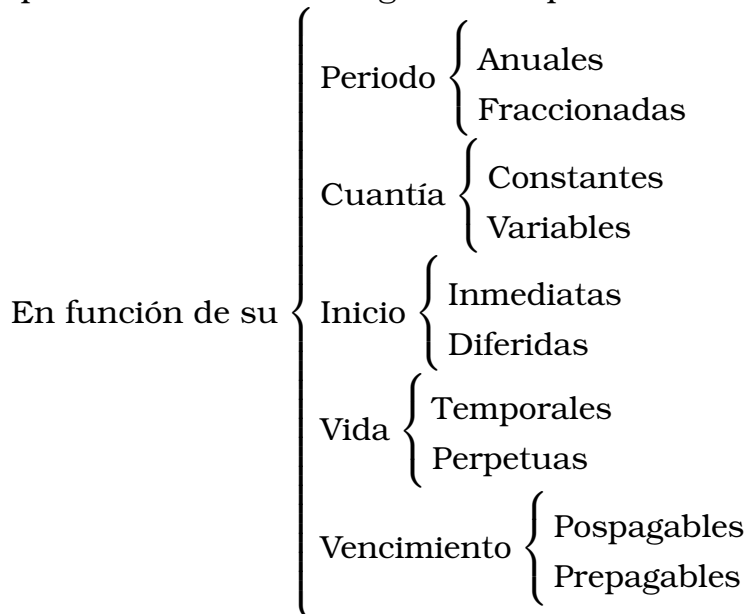 Periodo
Anuales
Fraccionadas
Cuantía
Constantes
Variables
En función de su
Inicio
Inmediatas
Diferidas
Vida
Temporales
Perpetuas
Vencimiento
Pospagables
Prepagables